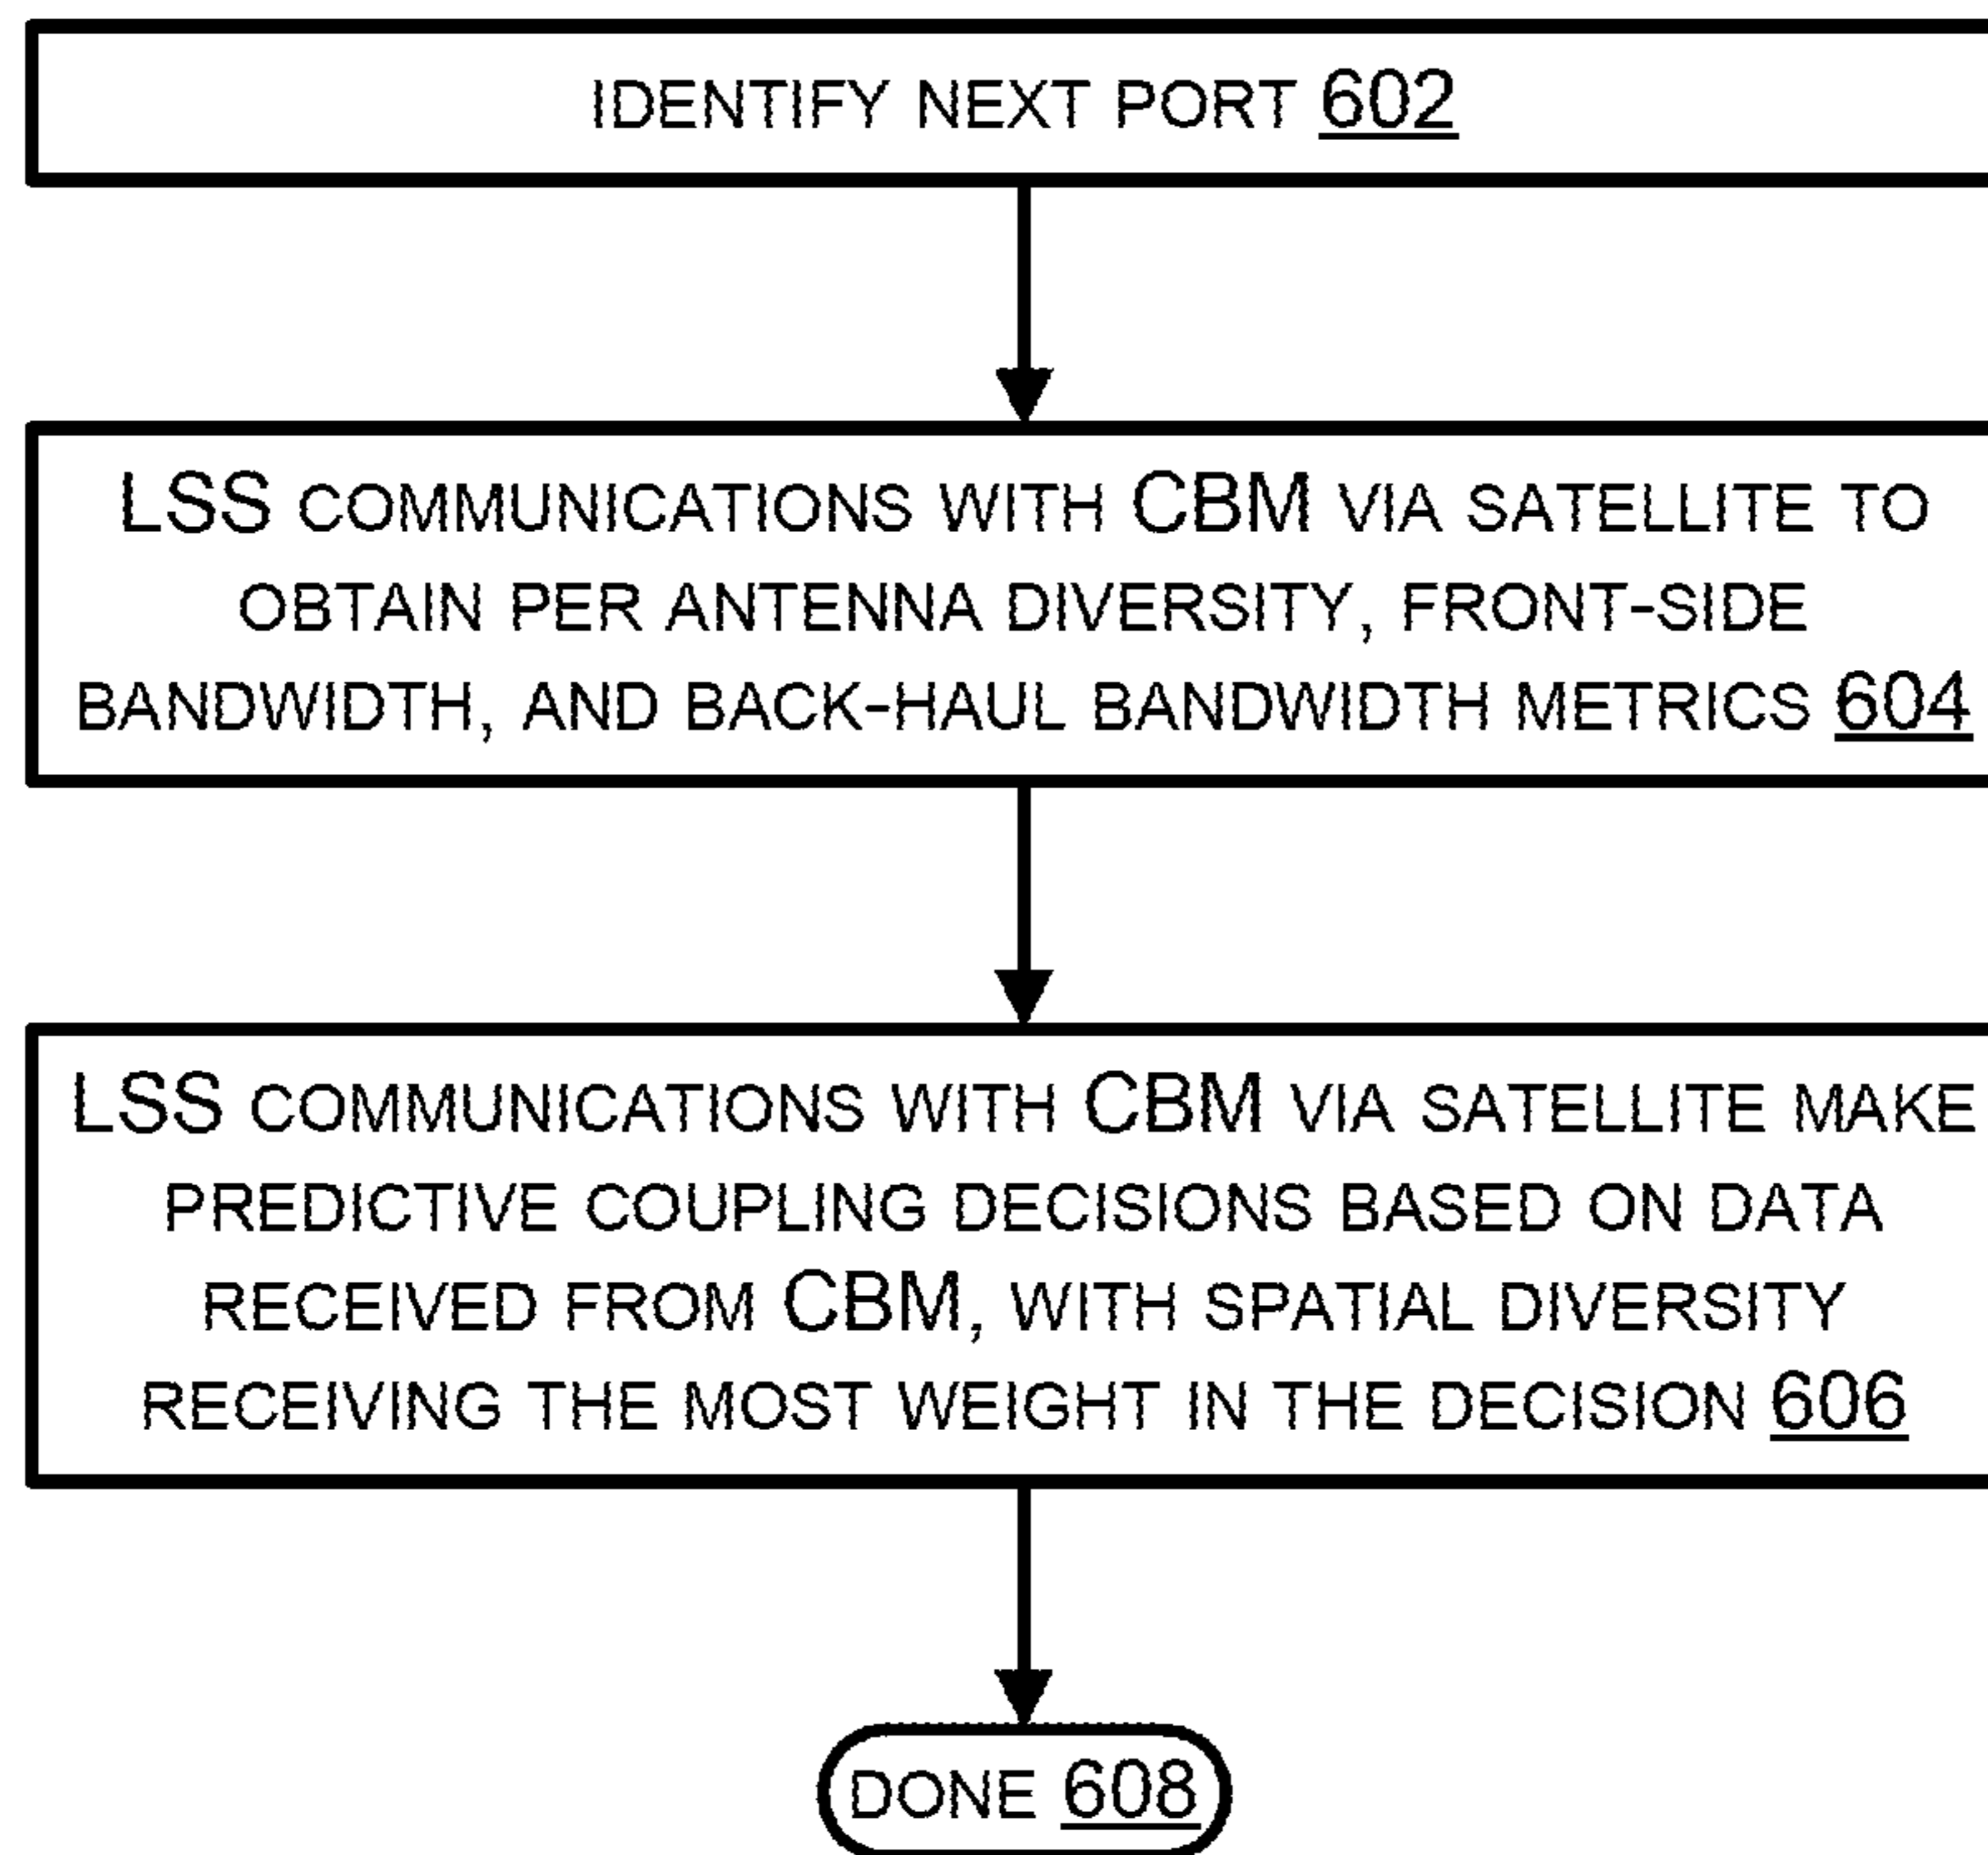 IDENTIFY NEXT PORT 602
LSS COMMUNICATIONS WITH CBM VIA SATELLITE TO
OBTAIN PER ANTENNA DIVERSITY, FRONT-SIDE
BANDWIDTH, AND BACK-HAUL BANDWIDTH METRICS 604
LSS COMMUNICATIONS WITH CBM VIA SATELLITE MAKE
PREDICTIVE COUPLING DECISIONS BASED ON DATA
RECEIVED FROM CBM, WITH SPATIAL DIVERSITY
RECEIVING THE MOST WEIGHT IN THE DECISION 606
DONE 608